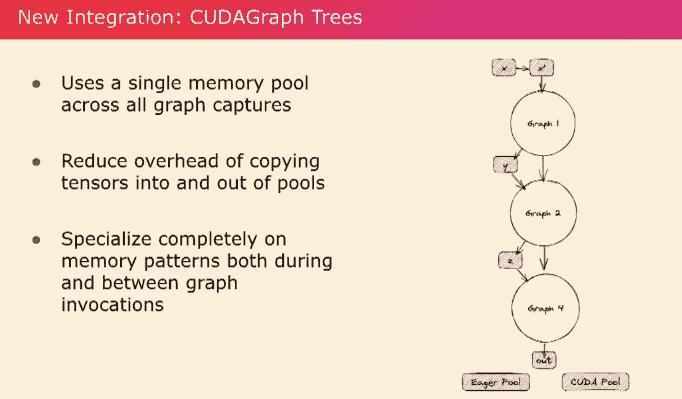 New Integration: CUDAGraph Trees
Uses a single memory pool
across all graph captures
Reduce overhead of copying
tensors into and out of pools
Specialize completely on
memory patterns both during
and between graph
invocations
x
x'
Graph 1
y
Graph 2
z
Graph 4
out
Eager Pool
CUDA Pool